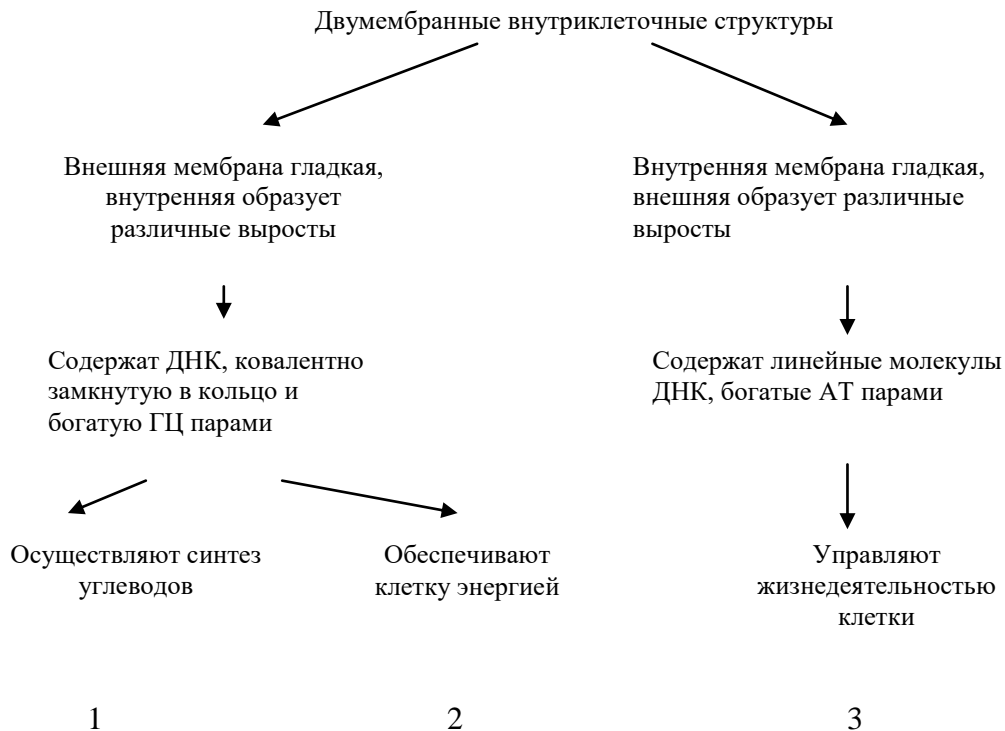 Двумембранные внутриклеточные структуры
Внешняя мембрана гладкая,
внутренняя образует
различные выросты
Внутренняя мембрана гладкая,
внешняя образует различные
выросты
Содержат ДНК, ковалентно
замкнутую в кольцо и
богатую ГЦ парами
Содержат линейные молекулы
ДНК, богатые АТ парами
Осуществляют синтез
углеводов
Обеспечивают
клетку энергией
Управляют
жизнедеятельностью
клетки
1
2
3